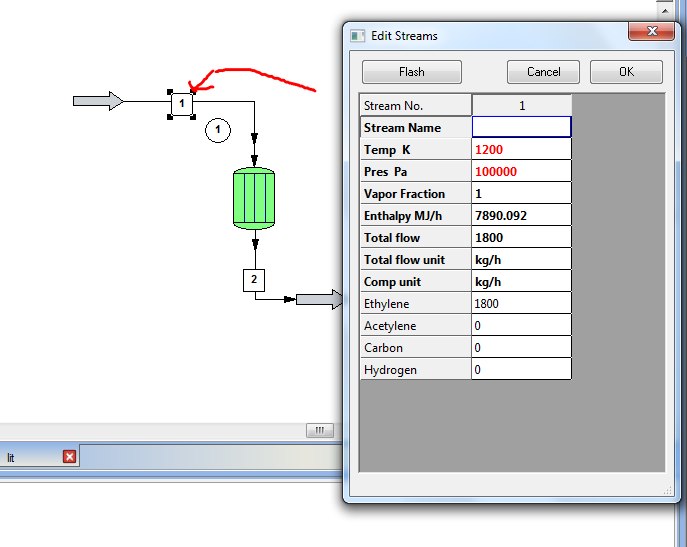 Edit Streams
Flash
Cancel
OK
Stream No. 1
Stream Name
Temp K 1200
Pres Pa 100000
Vapor Fraction 1
Enthalpy MJ/h 7890.092
Total flow 1800
Total flow unit kg/h
Comp unit kg/h
Ethylene 1800
Acetylene 0
Carbon 0
Hydrogen 0
1
1
2
lit